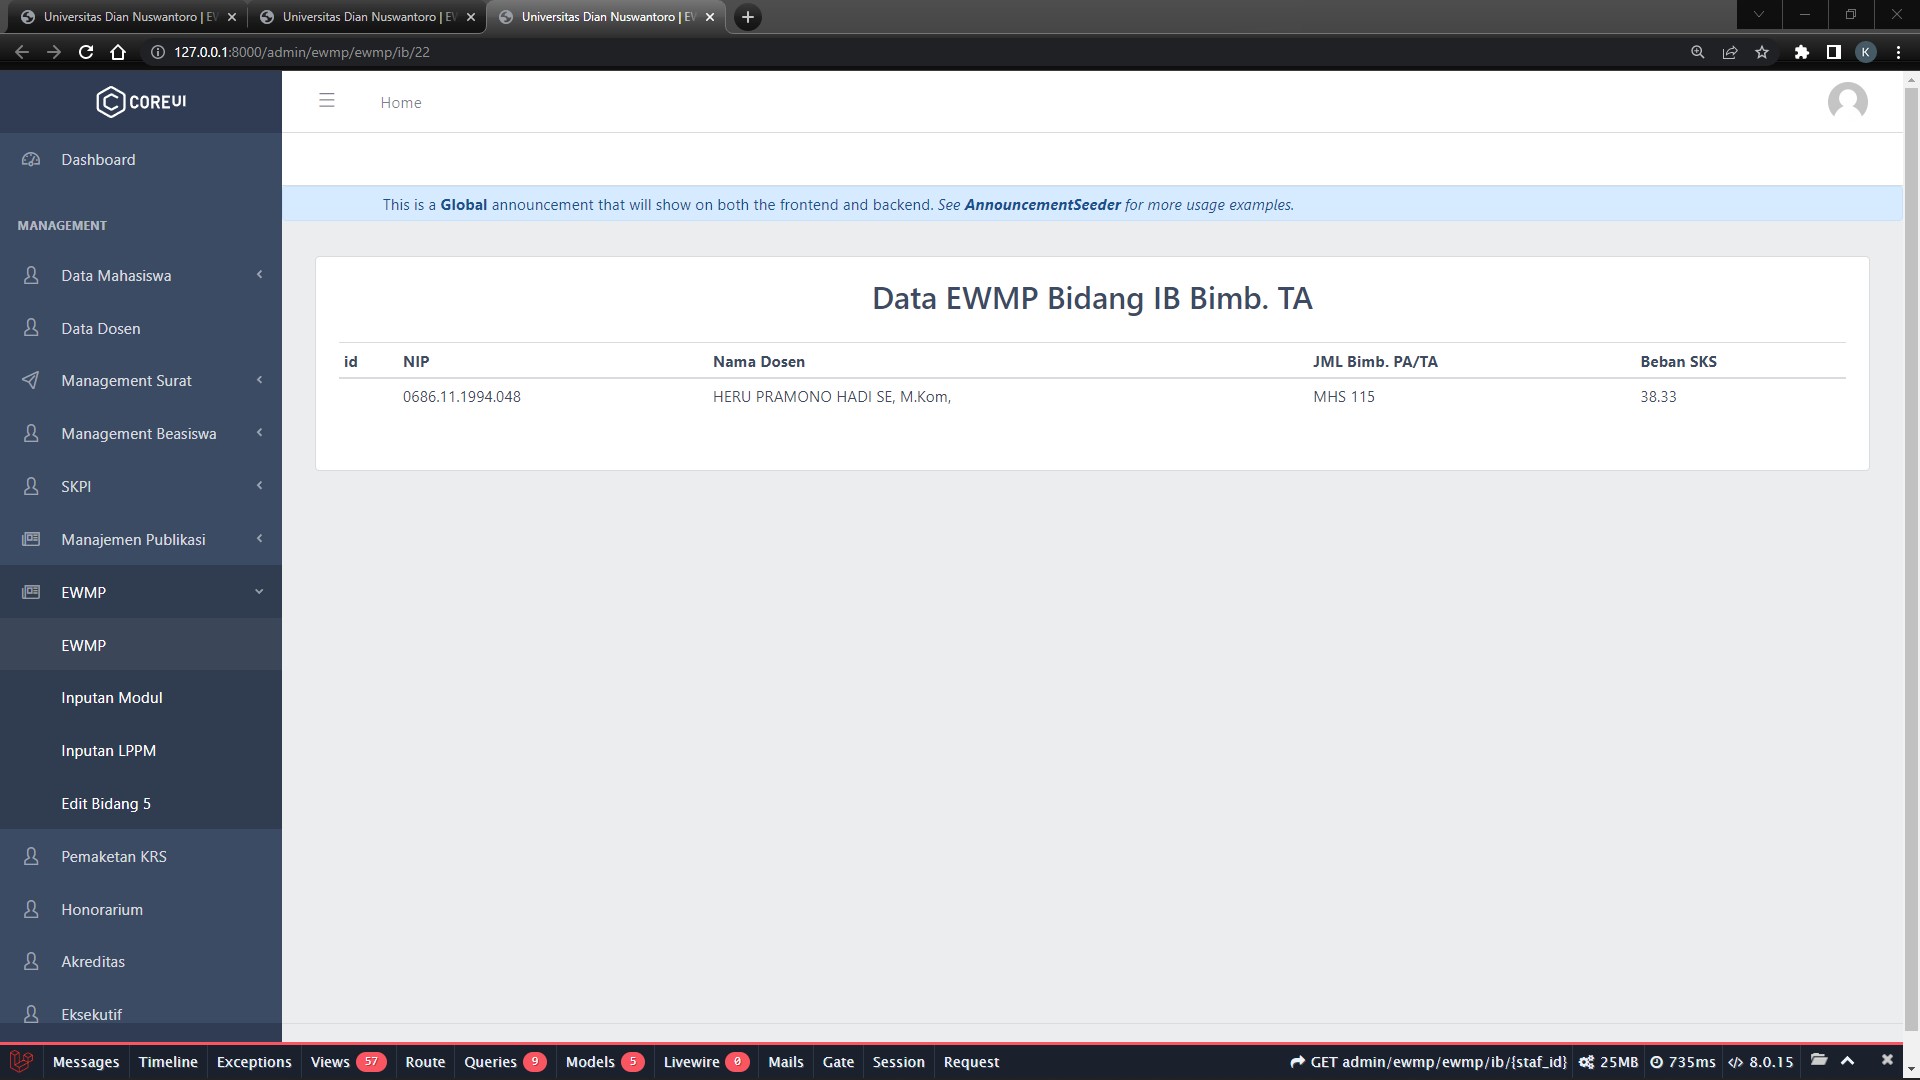 Universitas Dian Nuswantoro | EW
Universitas Dian Nuswantoro | EW
Universitas Dian Nuswantoro | EW
127.0.0.1:8000/admin/ewmp/ewmp/ib/22
K
COREUI
Home
Dashboard
This is a Global announcement that will show on both the frontend and backend. See AnnouncementSeeder for more usage examples.
MANAGEMENT
Data Mahasiswa
Data Dosen
Management Surat
Management Beasiswa
SKPI
Manajemen Publikasi
EWMP
EWMP
Inputan Modul
Inputan LPPM
Edit Bidang 5
Pemaketan KRS
Honorarium
Akreditas
Eksekutif
Data EWMP Bidang IB Bimb. TA
id NIP Nama Dosen JML Bimb. PA/TA Beban SKS
0686.11.1994.048 HERU PRAMONO HADI SE, M.Kom, MHS 115 38.33
Messages Timeline Exceptions Views 57 Route Queries 9 Models 5 Livewire 0 Mails Gate Session Request GET admin/ewmp/ewmp/ib/{staf_id} 25MB 735ms 8.0.15